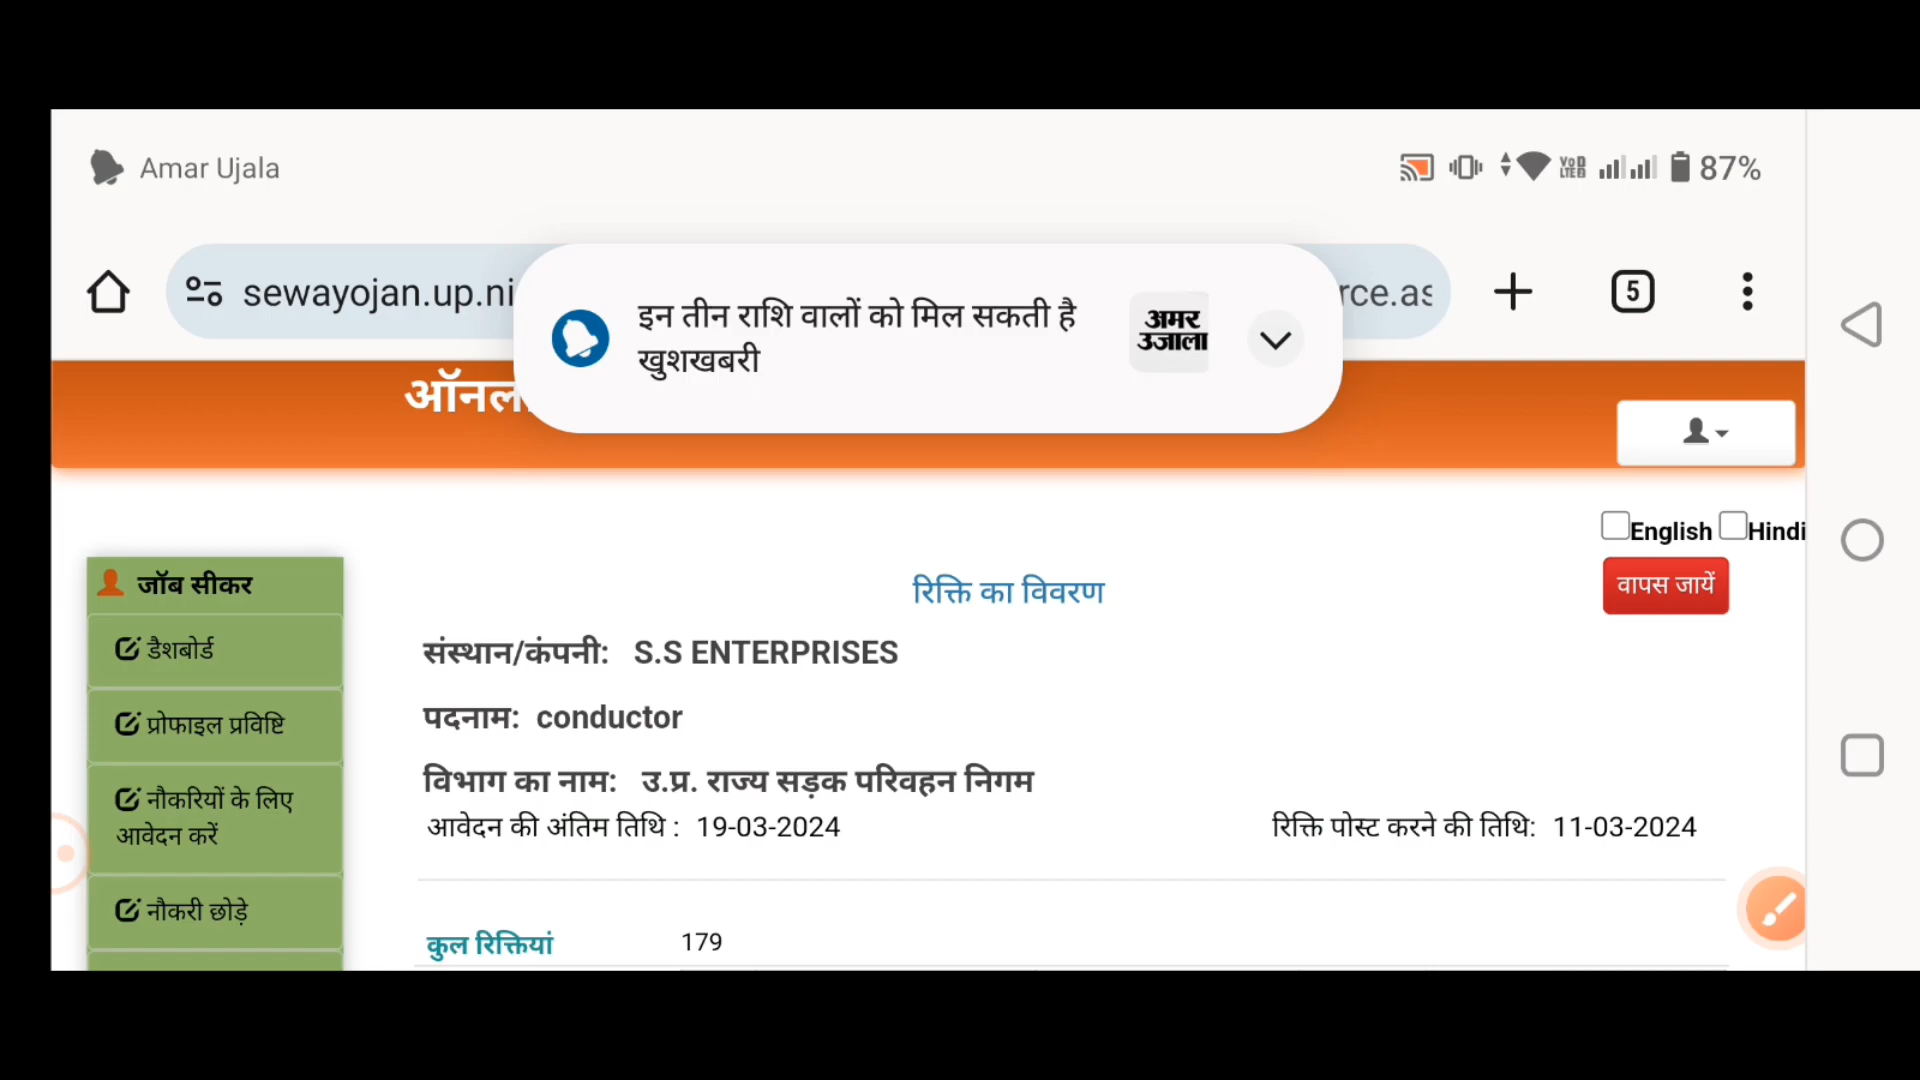 Amar Ujala
VoD LTE 87%
sewayojan.up.ni
इन तीन राशि वालों को मिल सकती है
खुशखबरी
अमर
उजाला
rce.as
5
ऑनल
English Hindi
जॉब सीकर
रिक्ति का विवरण
वापस जायें
डैशबोर्ड
संस्थान/कंपनी: S.S ENTERPRISES
प्रोफाइल प्रविष्टि
पदनाम: conductor
विभाग का नाम: उ.प्र. राज्य सड़क परिवहन निगम
नौकरियों के लिए
आवेदन करें
आवेदन की अंतिम तिथि : 19-03-2024
रिक्ति पोस्ट करने की तिथि: 11-03-2024
नौकरी छोड़े
कुल रिक्तियां 179